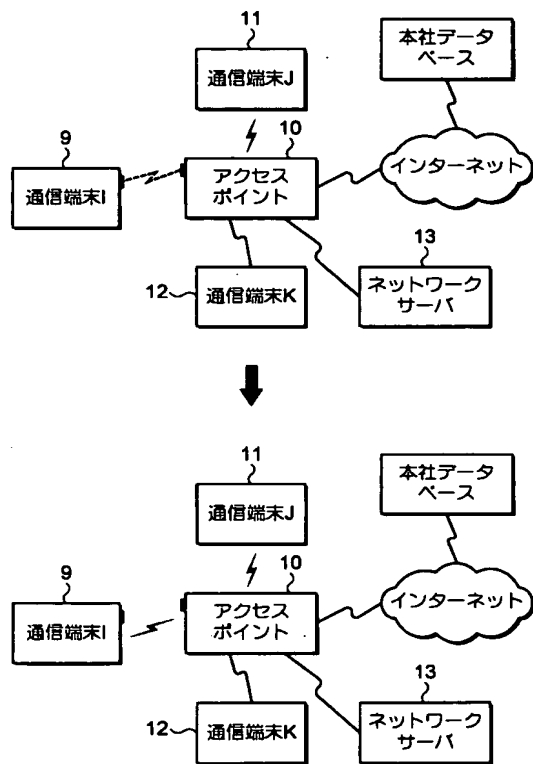 11
通信端末J
本社データ
ベース
9
通信端末I
10
アクセス
ポイント
インターネット
12
通信端末K
13
ネットワーク
サーバ
11
通信端末J
本社データ
ベース
9
通信端末I
10
アクセス
ポイント
インターネット
12
通信端末K
13
ネットワーク
サーバ